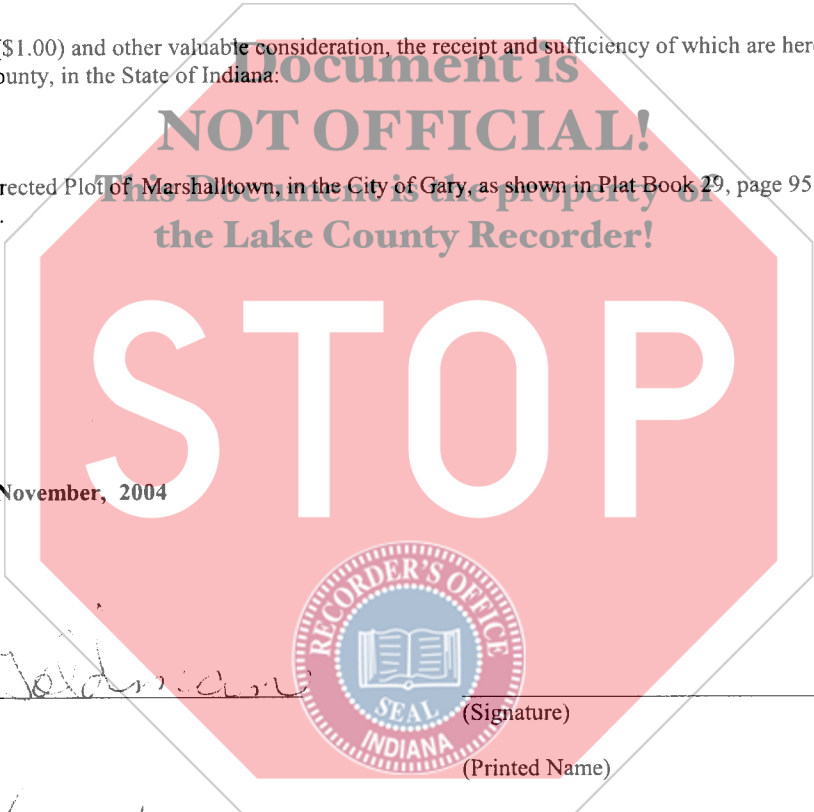 ($1.00) and other valuable consideration, the receipt and sufficiency of which are
Document is
ounty, in the State of Indiana:
NOT OFFICIAL!
rected Plot of Marshalltown, in the City of Gary, as shown in Plat Book 29, page 95
This Document is the property of
.
the Lake County Recorder!
STOP
November, 2004
RECORDER'S OFFICE
SEAL
INDIANA
(Signature)
(Printed Name)